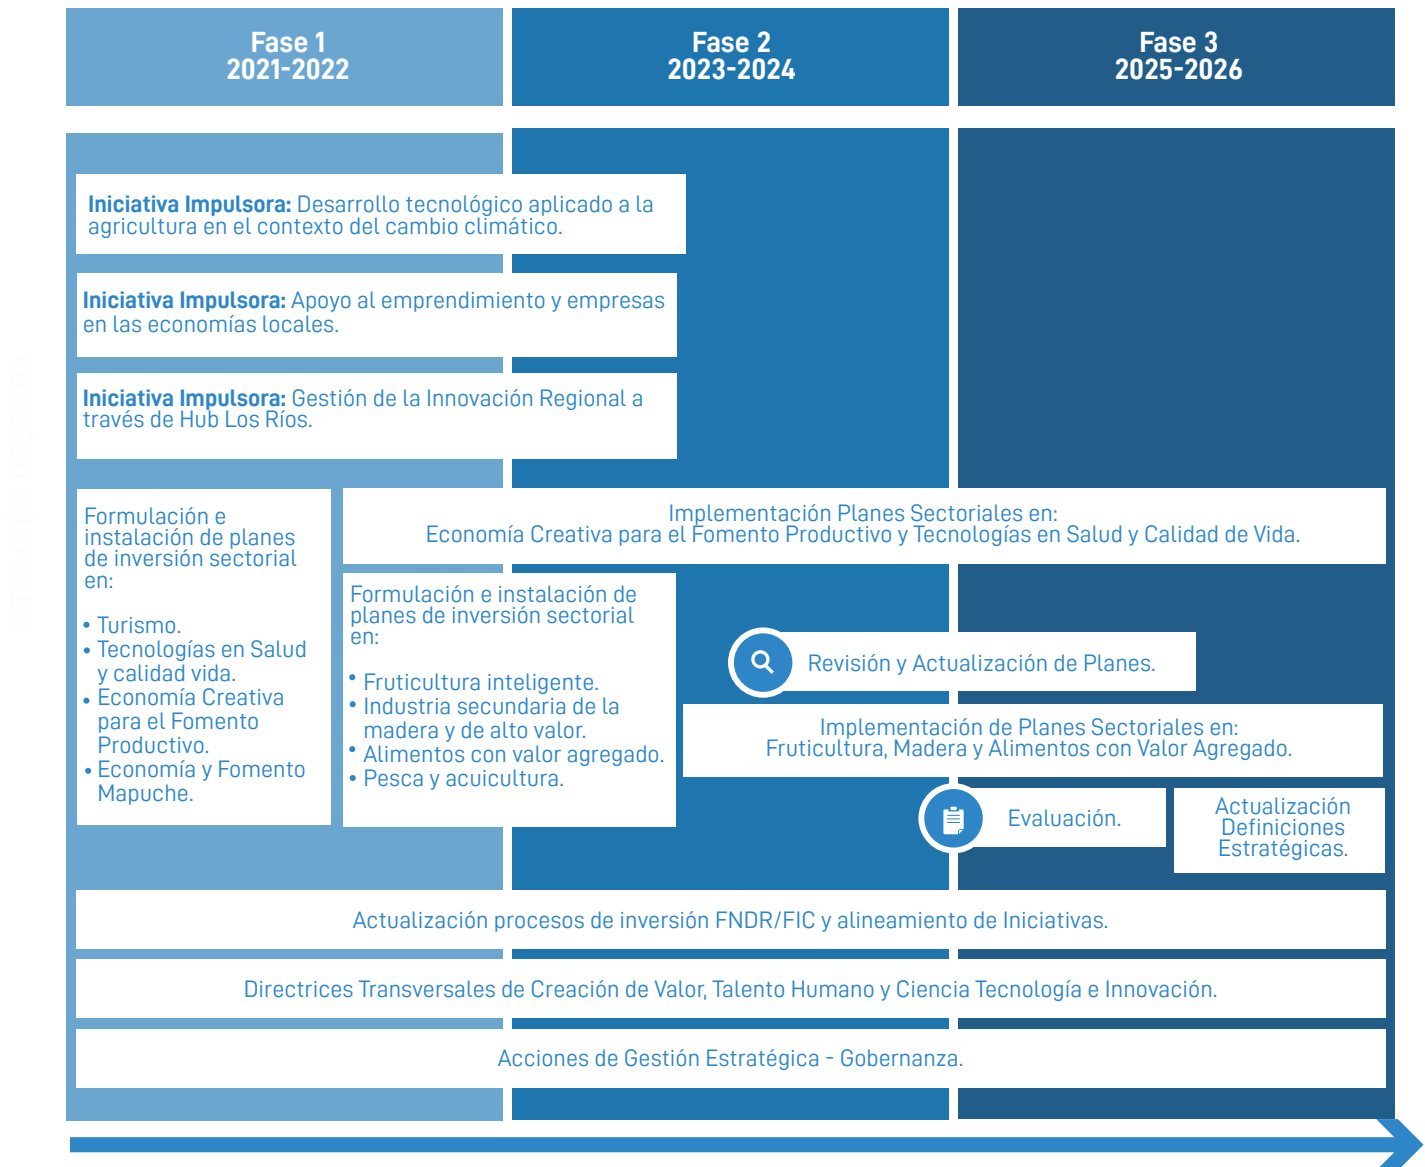 Fase 1
2021-2022
Fase 2
2023-2024
Fase 3
2025-2026
Iniciativa Impulsora: Desarrollo tecnológico aplicado a la
agricultura en el contexto del cambio climático.
Iniciativa Impulsora: Apoyo al emprendimiento y empresas
en las economías locales.
Iniciativa Impulsora: Gestión de la Innovación Regional a
través de Hub Los Ríos.
Formulación e
instalación de planes
de inversión sectorial
en:
• Turismo.
• Tecnologías en Salud
y calidad vida.
• Economía Creativa
para el Fomento
Productivo.
• Economía y Fomento
Mapuche.
Implementación Planes Sectoriales en:
Economía Creativa para el Fomento Productivo y Tecnologías en Salud y Calidad de Vida.
Formulación e instalación de
planes de inversión sectorial
en:
• Fruticultura inteligente.
• Industria secundaria de la
madera y de alto valor.
• Alimentos con valor agregado.
• Pesca y acuicultura.
Revisión y Actualización de Planes.
Implementación de Planes Sectoriales en:
Fruticultura, Madera y Alimentos con Valor Agregado.
Evaluación.
Actualización
Definiciones
Estratégicas.
Actualización procesos de inversión FNDR/FIC y alineamiento de Iniciativas.
Directrices Transversales de Creación de Valor, Talento Humano y Ciencia Tecnología e Innovación.
Acciones de Gestión Estratégica - Gobernanza.
SITUACIÓN DESEADA